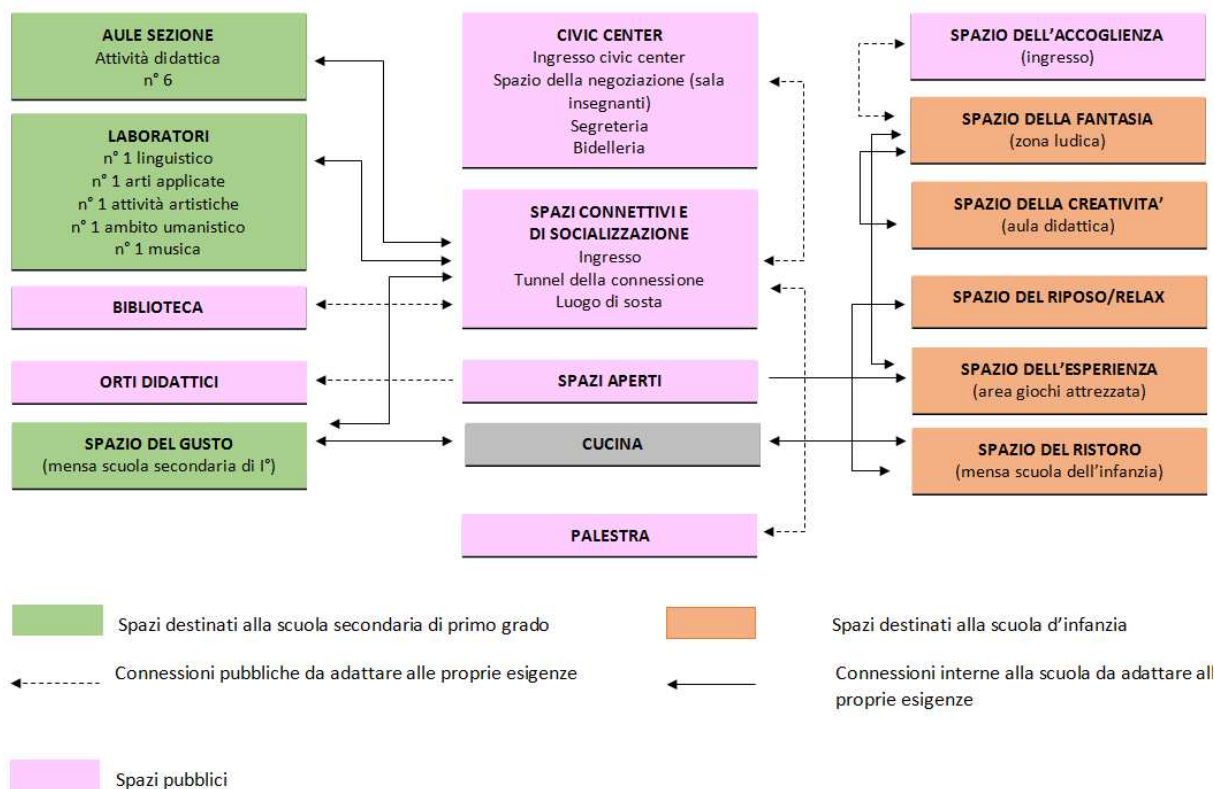 AULE SEZIONE
Attività didattica
n° 6
LABORATORI
n° 1 linguistico
n° 1 arti applicate
n° 1 attività artistiche
n° 1 ambito umanistico
n° 1 musica
BIBLIOTECA
ORTI DIDATTICI
SPAZIO DEL GUSTO
(mensa scuola secondaria di I°)
CIVIC CENTER
Ingresso civic center
Spazio della negoziazione (sala
insegnanti)
Segreteria
Bidelleria
SPAZI CONNETTIVI E
DI SOCIALIZZAZIONE
Ingresso
Tunnel della connessione
Luogo di sosta
SPAZI APERTI
CUCINA
PALESTRA
SPAZIO DELL’ACCOGLIENZA
(ingresso)
SPAZIO DELLA FANTASIA
(zona ludica)
SPAZIO DELLA CREATIVITA’
(aula didattica)
SPAZIO DEL RIPOSO/RELAX
SPAZIO DELL’ESPERIENZA
(area giochi attrezzata)
SPAZIO DEL RISTORO
(mensa scuola dell’infanzia)
Spazi destinati alla scuola secondaria di primo grado
Spazi destinati alla scuola d’infanzia
Connessioni pubbliche da adattare alle proprie esigenze
Connessioni interne alla scuola da adattare all
proprie esigenze
Spazi pubblici